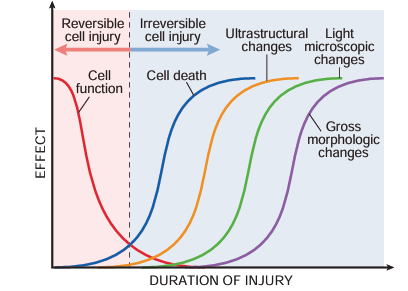 Reversible
cell injury
Irreversible
cell injury
Ultrastructural
changes
Light
microscopic
changes
Cell
function
Cell death
Gross
morphologic
changes
EFFECT
DURATION OF INJURY